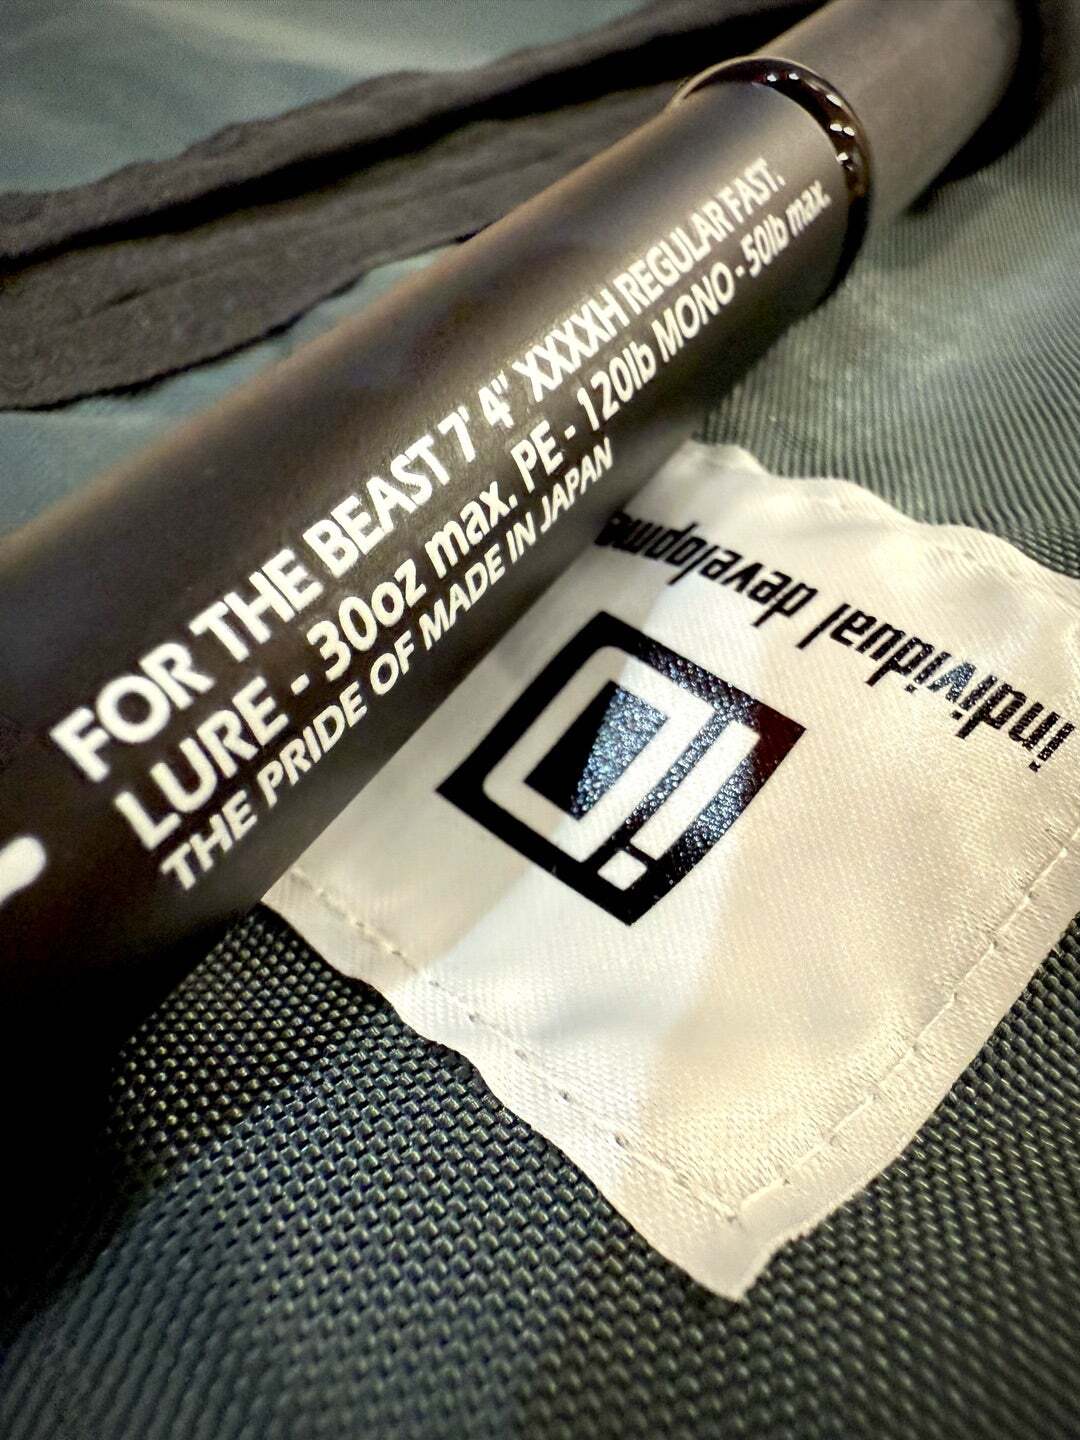 FOR THE BEAST 7' 4" XXXXH REGULAR FAST.
LURE - 30oz max. PE - 120lb MONO - 50lb max.
THE PRIDE OF MADE IN JAPAN
individual